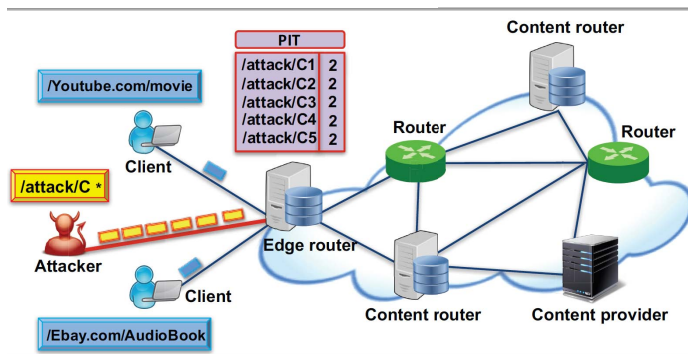 PIT
/attack/C1 2
/attack/C2 2
/attack/C3 2
/attack/C4 2
/attack/C5 2
Content router
/Youtube.com/movie
Client
Router
Router
/attack/C *
Attacker
Edge router
Client
/Ebay.com/AudioBook
Content router
Content provider